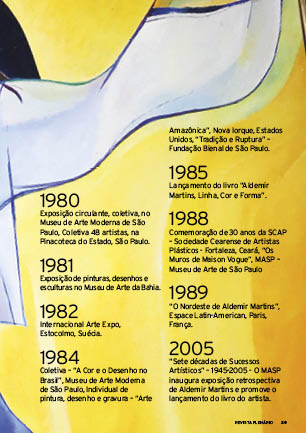 1980
Exposição circulante, coletiva, no
Museu de Arte Moderna de São
Paulo, Coletiva 48 artistas, na
Pinacoteca do Estado, São Paulo.
1981
Exposição de pinturas, desenhos e
esculturas no Museu de Arte da Bahia.
1982
Internacional Arte Expo,
Estocolmo, Suécia.
1984
Coletiva – "A Cor e o Desenho no
Brasil", Museu de Arte Moderna
de São Paulo, Individual de
pintura, desenho e gravura – "Arte
Amazônica", Nova Iorque, Estados
Unidos, "Tradição e Ruptura" –
Fundação Bienal de São Paulo.
1985
Lançamento do livro "Aldemir
Martins, Linha, Cor e Forma".
1988
Comemoração de 30 anos da SCAP
– Sociedade Cearense de Artistas
Plásticos - Fortaleza, Ceará, "Os
Muros de Maison Vogue", MASP –
Museu de Arte de São Paulo
1989
"O Nordeste de Aldemir Martins",
Espace Latin-American, Paris,
França.
2005
"Sete décadas de Sucessos
Artísticos" – 1945-2005 - O MASP
inaugura exposição retrospectiva
de Aldemir Martins e promove o
lançamento do livro do artista.
REVISTA PLENÁRIO